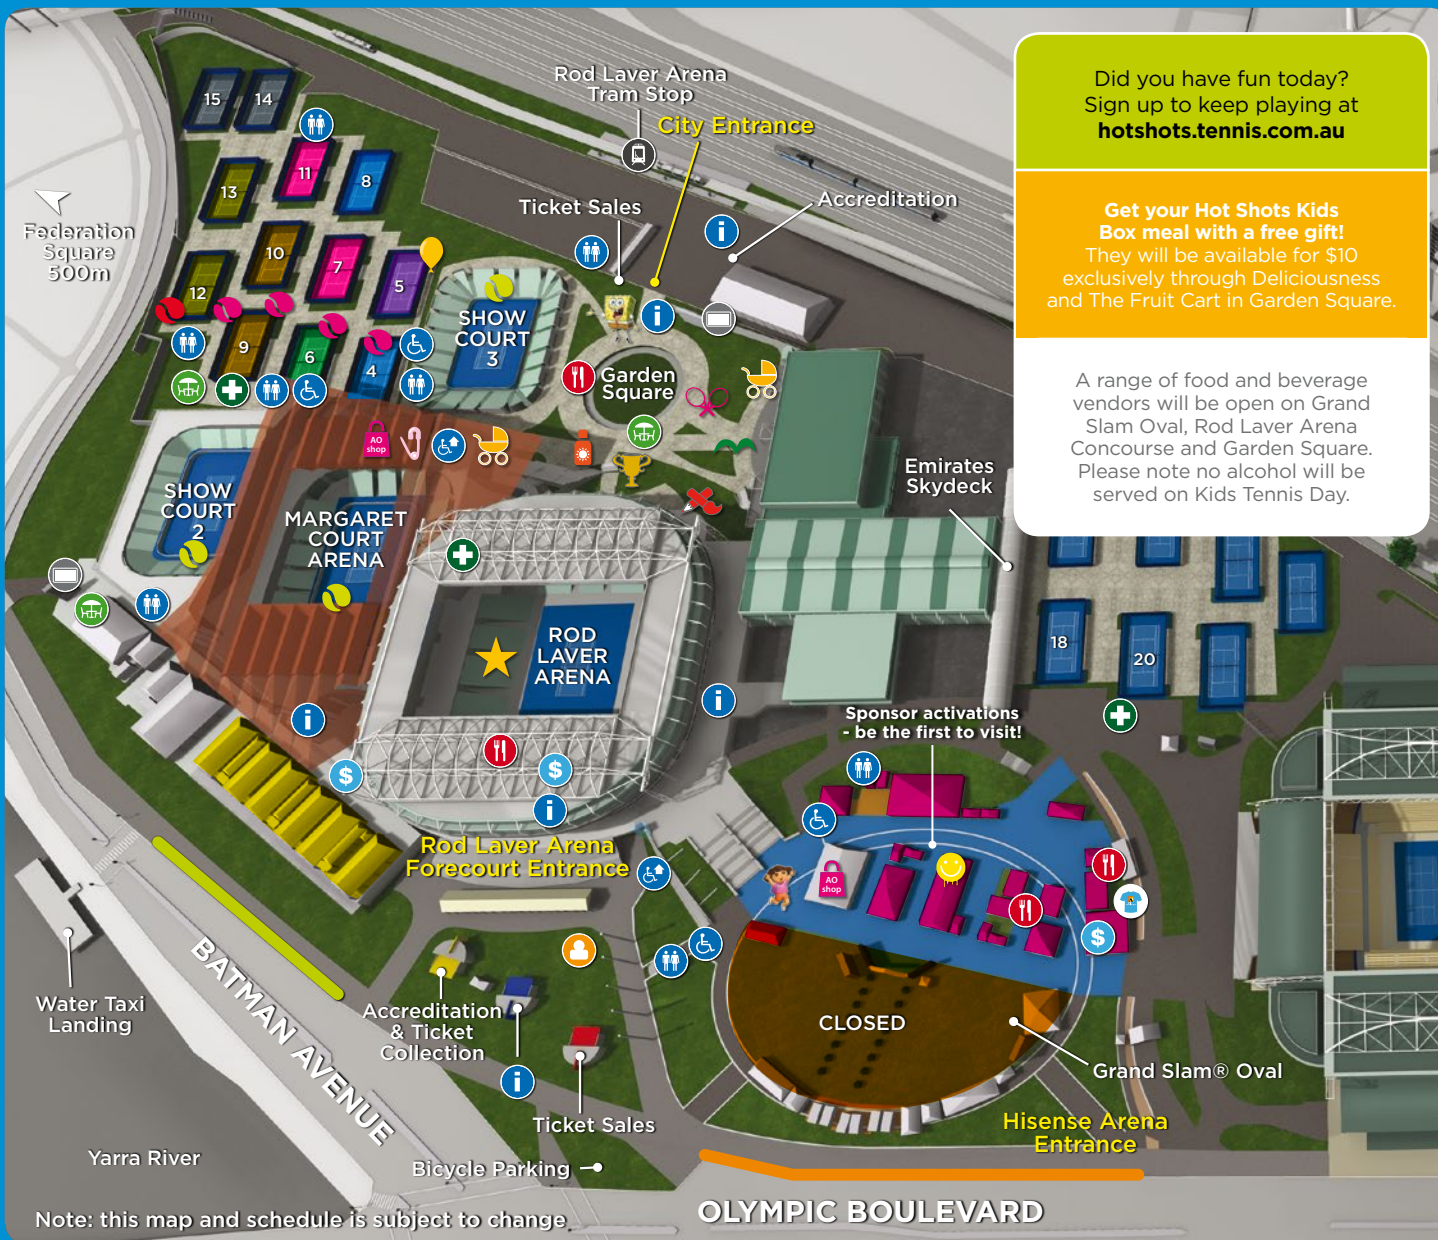 Did you have fun today?
Sign up to keep playing at
hotshots.tennis.com.au
Get your Hot Shots Kids
Box meal with a free gift!
They will be available for $10
exclusively through Deliciousness
and The Fruit Cart in Garden Square.
A range of food and beverage
vendors will be open on Grand
Slam Oval, Rod Laver Arena
Concourse and Garden Square.
Please note no alcohol will be
served on Kids Tennis Day.
Rod Laver Arena
Tram Stop
City Entrance
Ticket Sales
Accreditation
Federation
Square
500m
15
14
11
8
13
10
7
5
12
9
6
4
SHOW
COURT
3
Garden
Square
AO
shop
SHOW
COURT
2
MARGARET
COURT
ARENA
ROD
LAVER
ARENA
Emirates
Skydeck
18
20
Sponsor activations
- be the first to visit!
$
$
Rod Laver Arena
Forecourt Entrance
AO
shop
$
Water Taxi
Landing
BATMAN AVENUE
Accreditation
& Ticket
Collection
CLOSED
Grand Slam® Oval
Ticket Sales
Hisense Arena
Entrance
Yarra River
Bicycle Parking
OLYMPIC BOULEVARD
Note: this map and schedule is subject to change